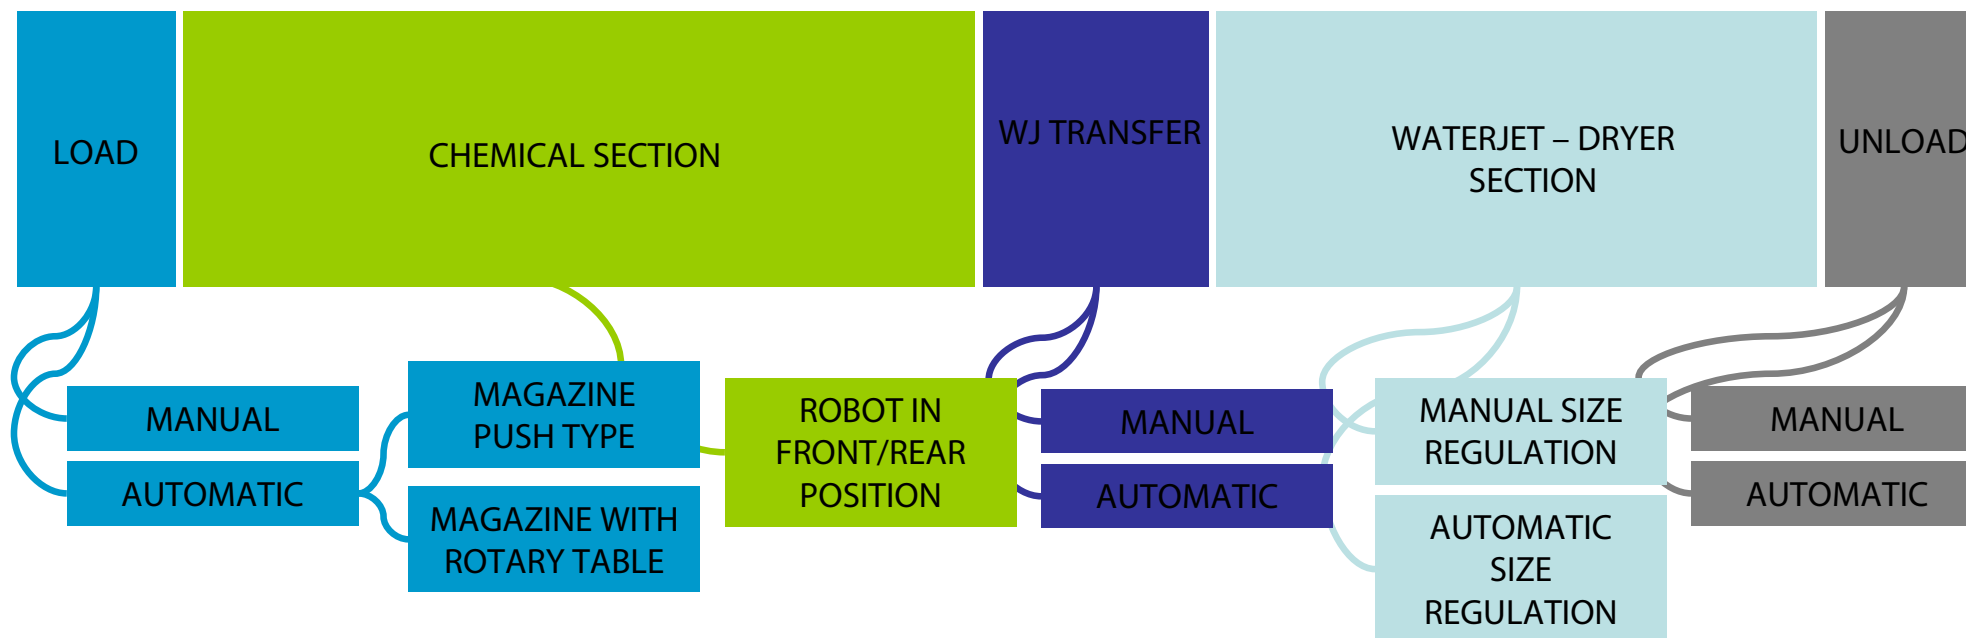 LOAD
CHEMICAL SECTION
WJ TRANSFER
WATERJET – DRYER
SECTION
UNLOAD
MANUAL
AUTOMATIC
MAGAZINE
PUSH TYPE
MAGAZINE WITH
ROTARY TABLE
ROBOT IN
FRONT/REAR
POSITION
MANUAL
AUTOMATIC
MANUAL SIZE
REGULATION
AUTOMATIC
SIZE
REGULATION
MANUAL
AUTOMATIC